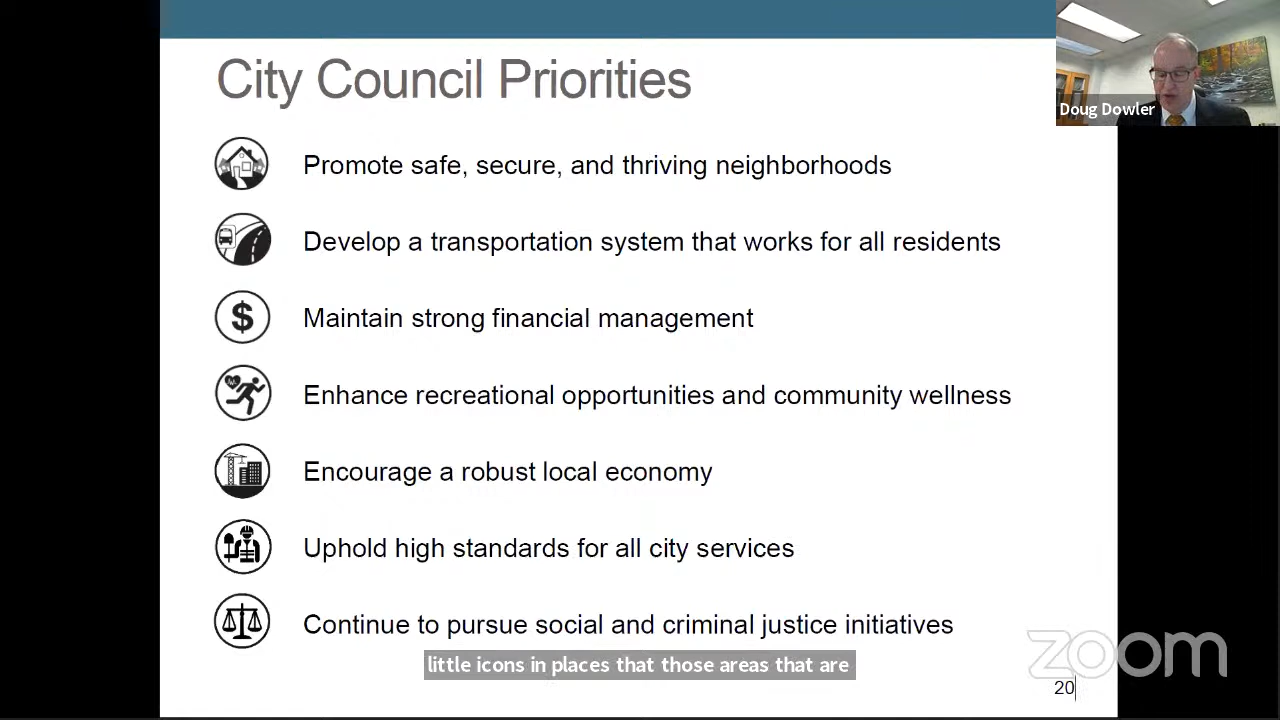 City Council Priorities
Doug Dowler
Promote safe, secure, and thriving neighborhoods
Develop a transportation system that works for all residents
$
Maintain strong financial management
Enhance recreational opportunities and community wellness
Encourage a robust local economy
Uphold high standards for all city services
Continue to pursue social and criminal justice initiatives
little icons in places that those areas that are
zoom
20